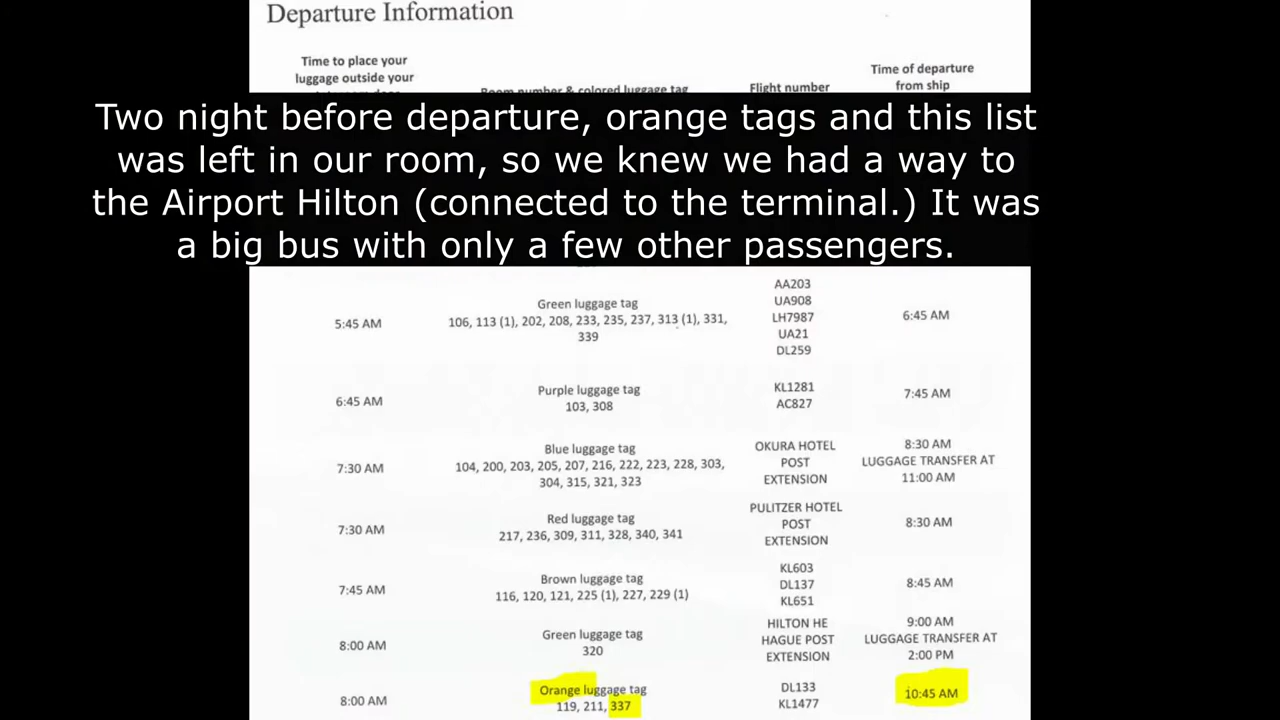 Departure Information
Time to place your
luggage outside your
Time of departure
from ship
Room number & colored luggage tag
Flight number
Two night before departure, orange tags and this list
was left in our room, so we knew we had a way to
the Airport Hilton (connected to the terminal.) It was
a big bus with only a few other passengers.
5:45 AM
Green luggage tag
106, 113 (1), 202, 208, 233, 235, 237, 313 (1), 331,
339
AA203
UA908
LH7987
UA21
DL259
6:45 AM
6:45 AM
Purple luggage tag
103, 308
KL1281
AC827
7:45 AM
7:30 AM
Blue luggage tag
104, 200, 203, 205, 207, 216, 222, 223, 228, 303,
304, 315, 321, 323
OKURA HOTEL
POST
EXTENSION
8:30 AM
LUGGAGE TRANSFER AT
11:00 AM
7:30 AM
Red luggage tag
217, 236, 309, 311, 328, 340, 341
PULITZER HOTEL
POST
EXTENSION
8:30 AM
7:45 AM
Brown luggage tag
116, 120, 121, 225 (1), 227, 229 (1)
KL603
DL137
KL651
8:45 AM
8:00 AM
Green luggage tag
320
HILTON HE
HAGUE POST
EXTENSION
9:00 AM
LUGGAGE TRANSFER AT
2:00 PM
8:00 AM
Orange luggage tag
119, 211, 337
DL133
KL1477
10:45 AM